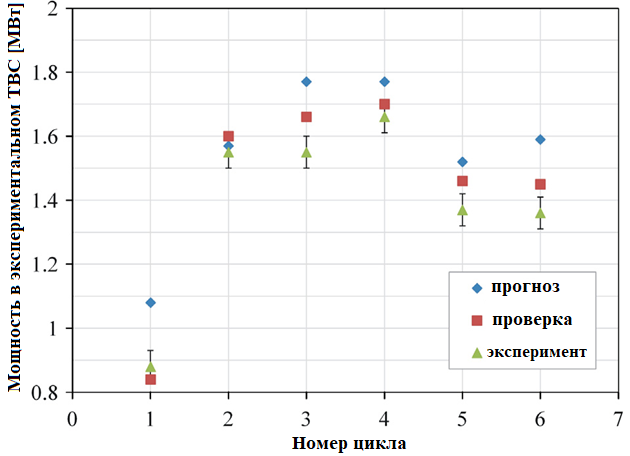 Мощность в экспериментальном ТВС [МВт]
2
1.8
1.6
1.4
1.2
1
0.8
0 1 2 3 4 5 6 7
Номер цикла
прогноз
проверка
эксперимент